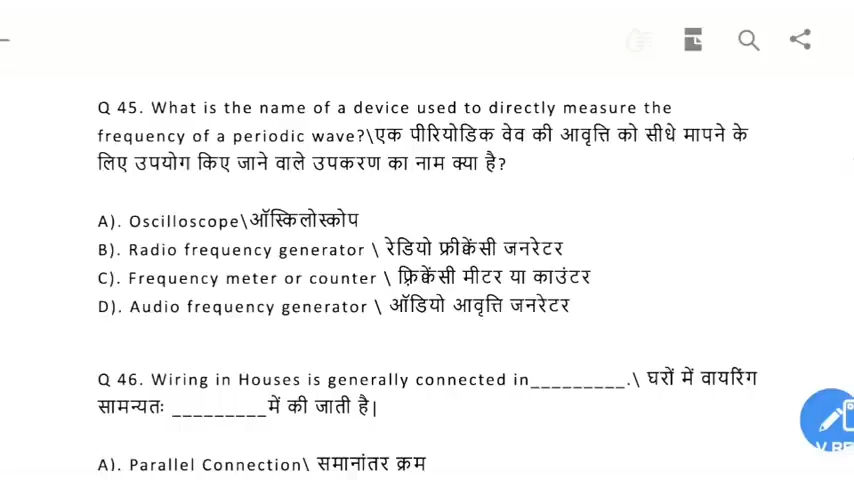 Q 45. What is the name of a device used to directly measure the
frequency of a periodic wave?\एक पीरियोडिक वेव की आवृत्ति को सीधे मापने के
लिए उपयोग किए जाने वाले उपकरण का नाम क्या है?
A). Oscilloscope\ऑस्किलोस्कोप
B). Radio frequency generator \ रेडियो फ्रीक्वेंसी जनरेटर
C). Frequency meter or counter \ फ़्रिक्वेंसी मीटर या काउंटर
D). Audio frequency generator \ ऑडियो आवृत्ति जनरेटर
Q 46. Wiring in Houses is generally connected in_________.\ घरों में वायरिंग
सामन्यतः _________में की जाती है|
A). Parallel Connection\ समानांतर क्रम